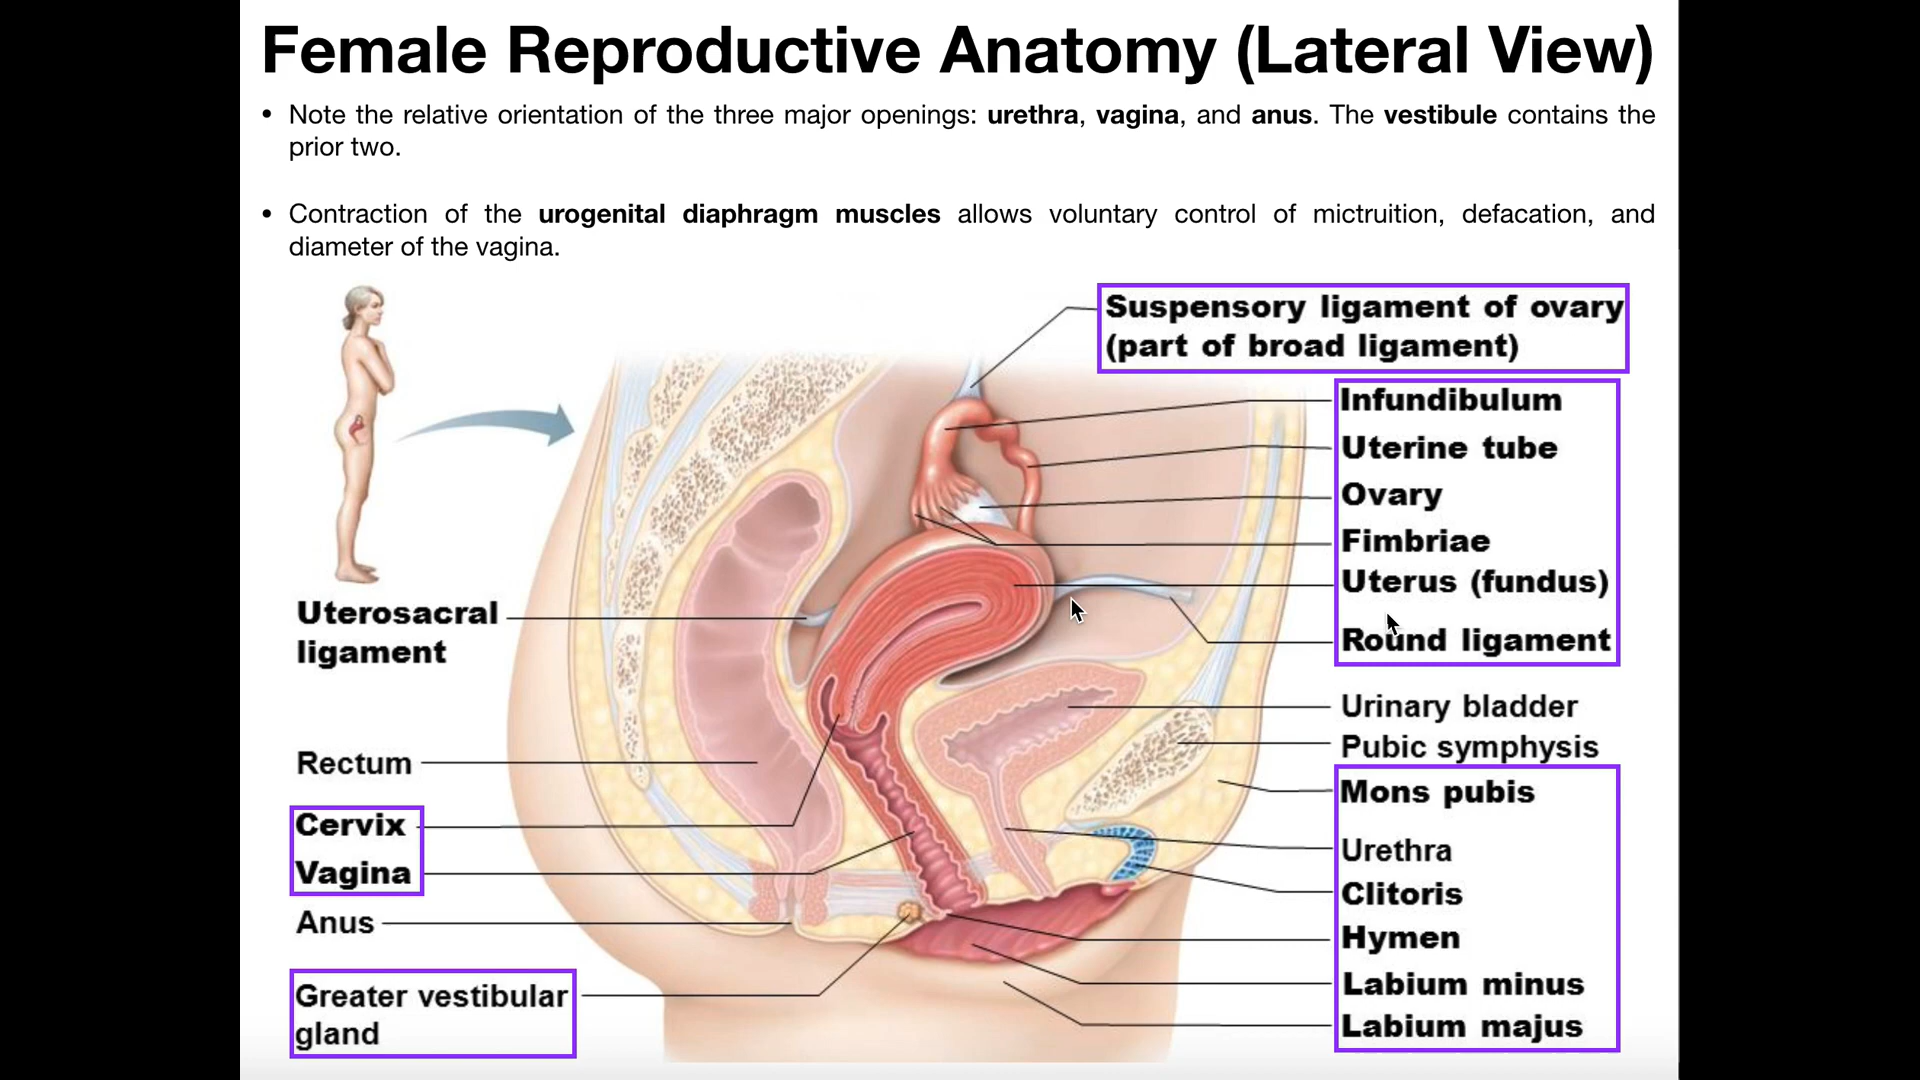 Female Reproductive Anatomy (Lateral View)
• Note the relative orientation of the three major openings: urethra, vagina, and anus. The vestibule contains the
prior two.
• Contraction of the urogenital diaphragm muscles allows voluntary control of mictruition, defacation, and
diameter of the vagina.
Suspensory ligament of ovary
(part of broad ligament)
Infundibulum
Uterine tube
Ovary
Fimbriae
Uterus (fundus)
Round ligament
Urinary bladder
Pubic symphysis
Mons pubis
Urethra
Clitoris
Hymen
Labium minus
Labium majus
Uterosacral
ligament
Rectum
Cervix
Vagina
Anus
Greater vestibular
gland